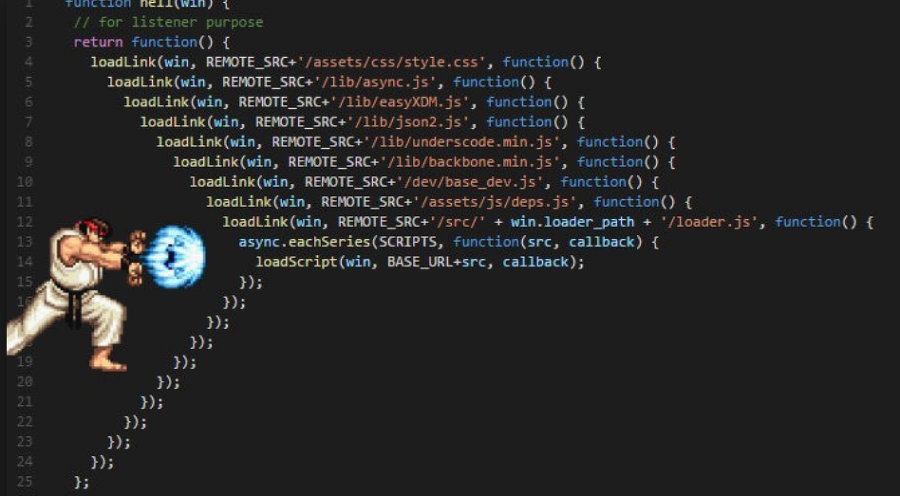 1 function hell(win) {
2 // for listener purpose
3 return function() {
4 loadLink(win, REMOTE_SRC+'/assets/css/style.css', function() {
5 loadLink(win, REMOTE_SRC+'/lib/async.js', function() {
6 loadLink(win, REMOTE_SRC+'/lib/easyXDM.js', function() {
7 loadLink(win, REMOTE_SRC+'/lib/json2.js', function() {
8 loadLink(win, REMOTE_SRC+'/lib/underscode.min.js', function() {
9 loadLink(win, REMOTE_SRC+'/lib/backbone.min.js', function() {
10 loadLink(win, REMOTE_SRC+'/dev/base_dev.js', function() {
11 loadLink(win, REMOTE_SRC+'/assets/js/deps.js', function() {
12 loadLink(win, REMOTE_SRC+'/src/' + win.loader_path + '/loader.js', function() {
13 async.eachSeries(SCRIPTS, function(src, callback) {
14 loadScript(win, BASE_URL+src, callback);
15 });
});
});
});
19 });
20 });
21 });
22 });
23 });
24 });
25 };